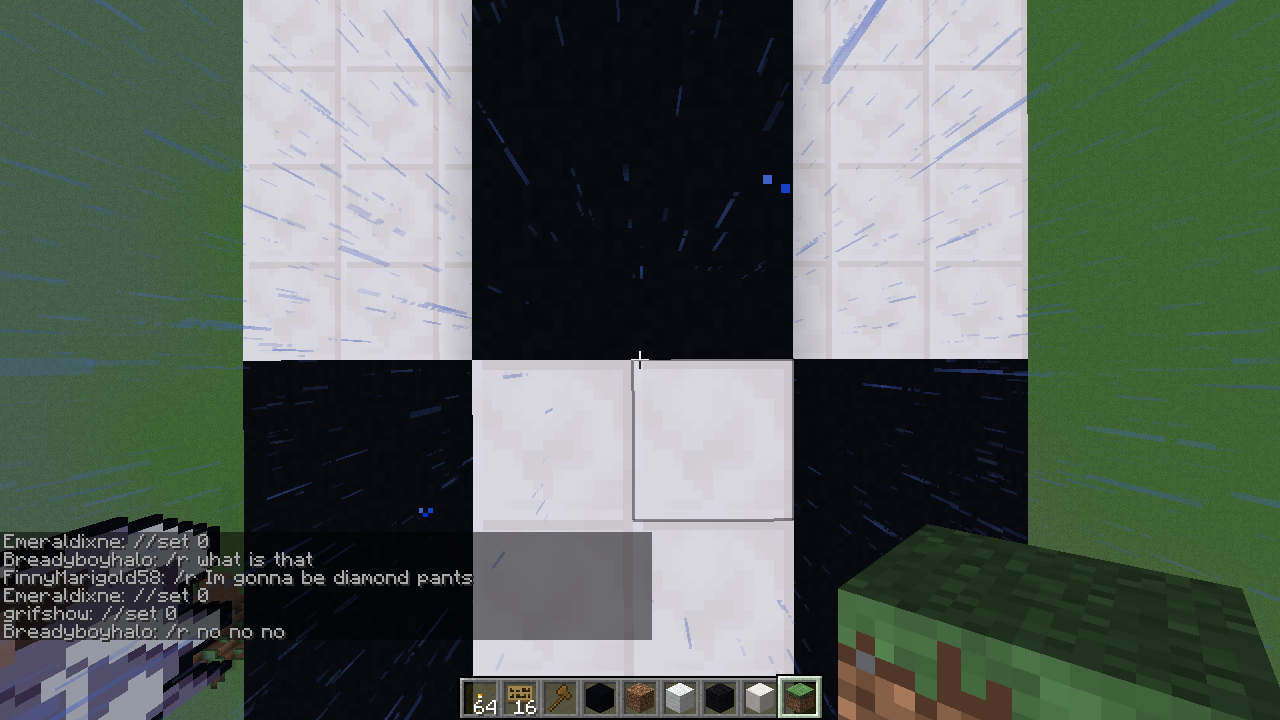 Emeraldixne: //set 0
Breadyboyhalo: /r what is that
FinnyMarigold58: /r Im gonna be diamond pants
Emeraldixne: //set 0
grifshow: //set 0
Breadyboyhalo: /r no no no
64 16